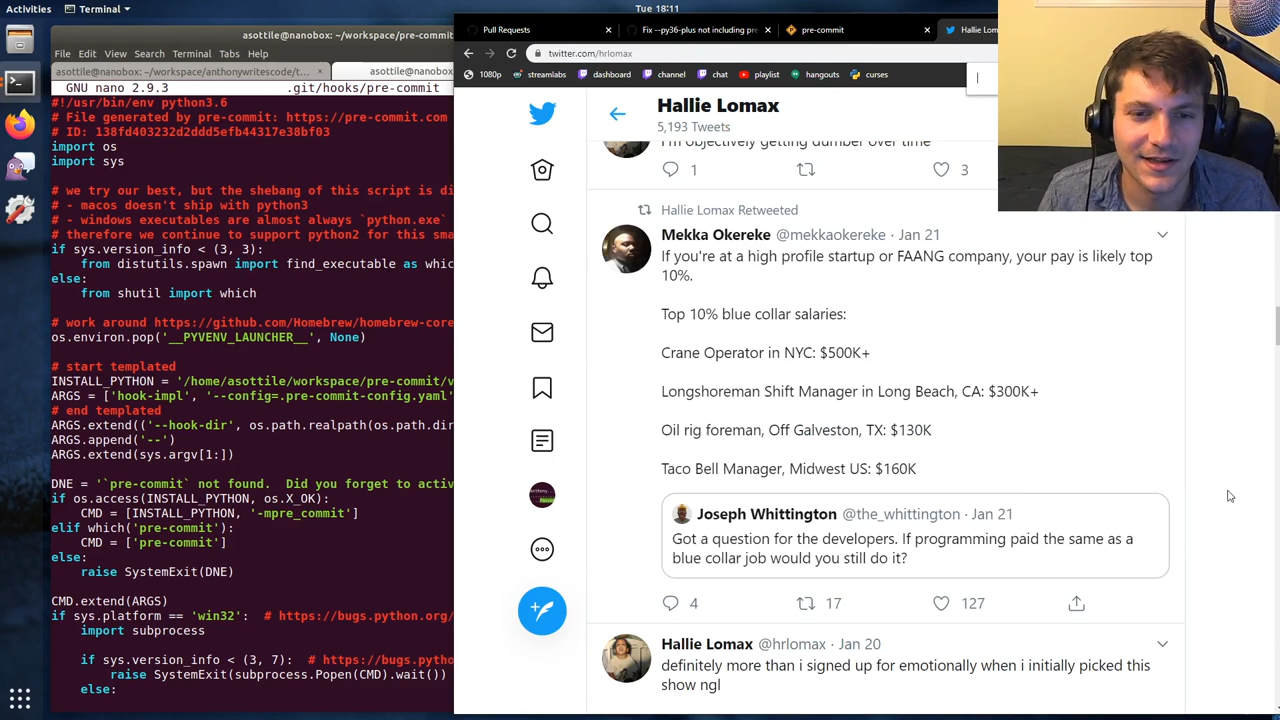 Activities
Terminal
Tue 18:11
asottile@nanobox: ~/workspace/pre-commit
File Edit View Search Terminal Tabs Help
asottile@nanobox: ~/workspace/anthonywritescode/t... ×
asottile@nanobox
GNU nano 2.9.3 .git/hooks/pre-commit
#!/usr/bin/env python3.6
# File generated by pre-commit: https://pre-commit.com
# ID: 138fd403232d2ddd5efb44317e38bf03
import os
import sys
# we try our best, but the shebang of this script is di
# - macos doesn't ship with python3
# - windows executables are almost always `python.exe`
# therefore we continue to support python2 for this sma
if sys.version_info < (3, 3):
from distutils.spawn import find_executable as whic
else:
from shutil import which
# work around https://github.com/Homebrew/homebrew-core
os.environ.pop('__PYVENV_LAUNCHER__', None)
# start templated
INSTALL_PYTHON = '/home/asottile/workspace/pre-commit/v
ARGS = ['hook-impl', '--config=.pre-commit-config.yaml'
# end templated
ARGS.extend(('--hook-dir', os.path.realpath(os.path.dir
ARGS.append('--')
ARGS.extend(sys.argv[1:])
DNE = '`pre-commit` not found.  Did you forget to activ
if os.access(INSTALL_PYTHON, os.X_OK):
CMD = [INSTALL_PYTHON, '-mpre_commit']
elif which('pre-commit'):
CMD = ['pre-commit']
else:
raise SystemExit(DNE)
CMD.extend(ARGS)
if sys.platform == 'win32':  # https://bugs.python.org/
import subprocess
if sys.version_info < (3, 7):  # https://bugs.pytho
raise SystemExit(subprocess.Popen(CMD).wait())
else:
Pull Requests
Fix --py36-plus not including pre
pre-commit
Hallie Lom
twitter.com/hrlomax
1080p streamlabs dashboard channel chat playlist hangouts curses
Hallie Lomax
5,193 Tweets
I'm objectively getting dumber over time
1 3
Hallie Lomax Retweeted
Mekka Okereke @mekkaokereke · Jan 21
If you're at a high profile startup or FAANG company, your pay is likely top
10%.
Top 10% blue collar salaries:
Crane Operator in NYC: $500K+
Longshoreman Shift Manager in Long Beach, CA: $300K+
Oil rig foreman, Off Galveston, TX: $130K
Taco Bell Manager, Midwest US: $160K
Joseph Whittington @the_whittington · Jan 21
Got a question for the developers. If programming paid the same as a
blue collar job would you still do it?
4 17 127
Hallie Lomax @hrlomax · Jan 20
definitely more than i signed up for emotionally when i initially picked this
show ngl